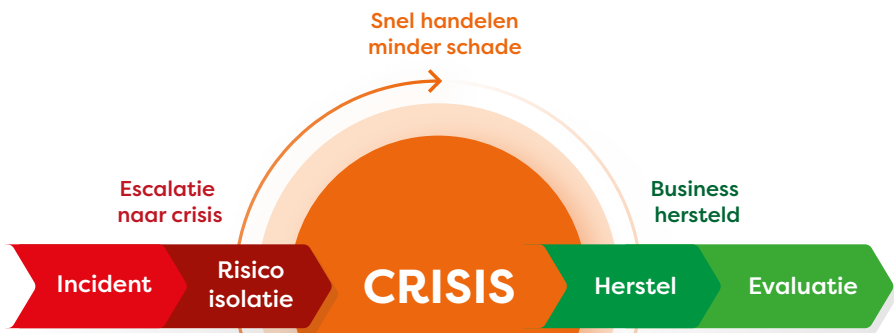 Snel handelen
minder schade
Escalatie
naar crisis
Business
hersteld
Incident
Risico
isolatie
CRISIS
Herstel
Evaluatie